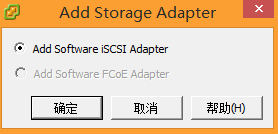 Add Storage Adapter
Add Software iSCSI Adapter
Add Software FCoE Adapter
确定 取消 帮助(H)